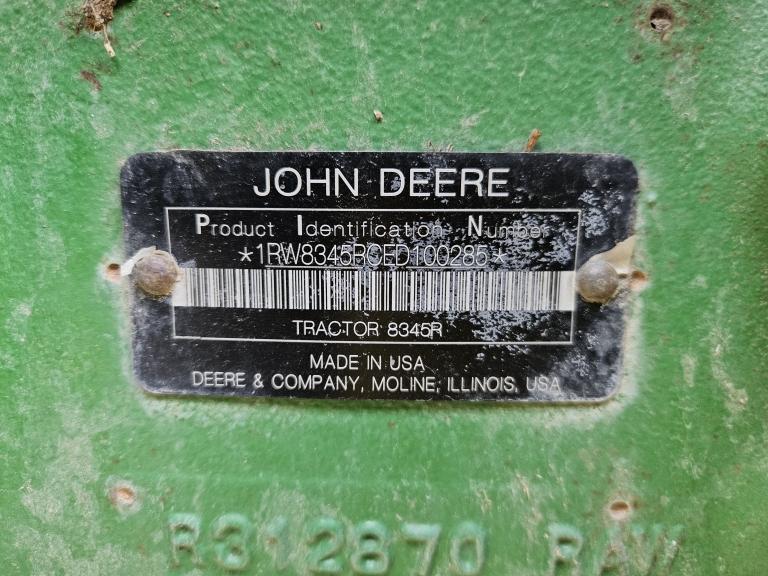 JOHN DEERE
Product Identification Number
*1RW8345RCED100285*
TRACTOR 8345R
MADE IN USA
DEERE & COMPANY, MOLINE, ILLINOIS, USA
R312870 RAW